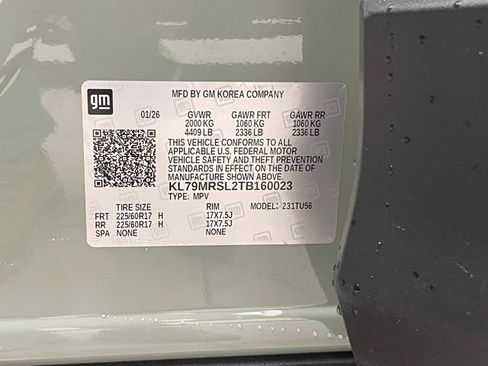 gm
MFD BY GM KOREA COMPANY
01/26 GVWR GAWR FRT GAWR RR
2000 KG 1060 KG 1060 KG
4409 LB 2336 LB 2336 LB
THIS VEHICLE CONFORMS TO ALL
APPLICABLE U.S. FEDERAL MOTOR
VEHICLE SAFETY AND THEFT PREVENTION
STANDARDS IN EFFECT ON THE DATE OF
MANUFACTURE SHOWN ABOVE.
KL79MRSL2TB160023
TYPE: MPV
TIRE SIZE RIM MODEL: 231TU56
FRT 225/60R17 H 17X7.5J
RR 225/60R17 H 17X7.5J
SPA NONE NONE